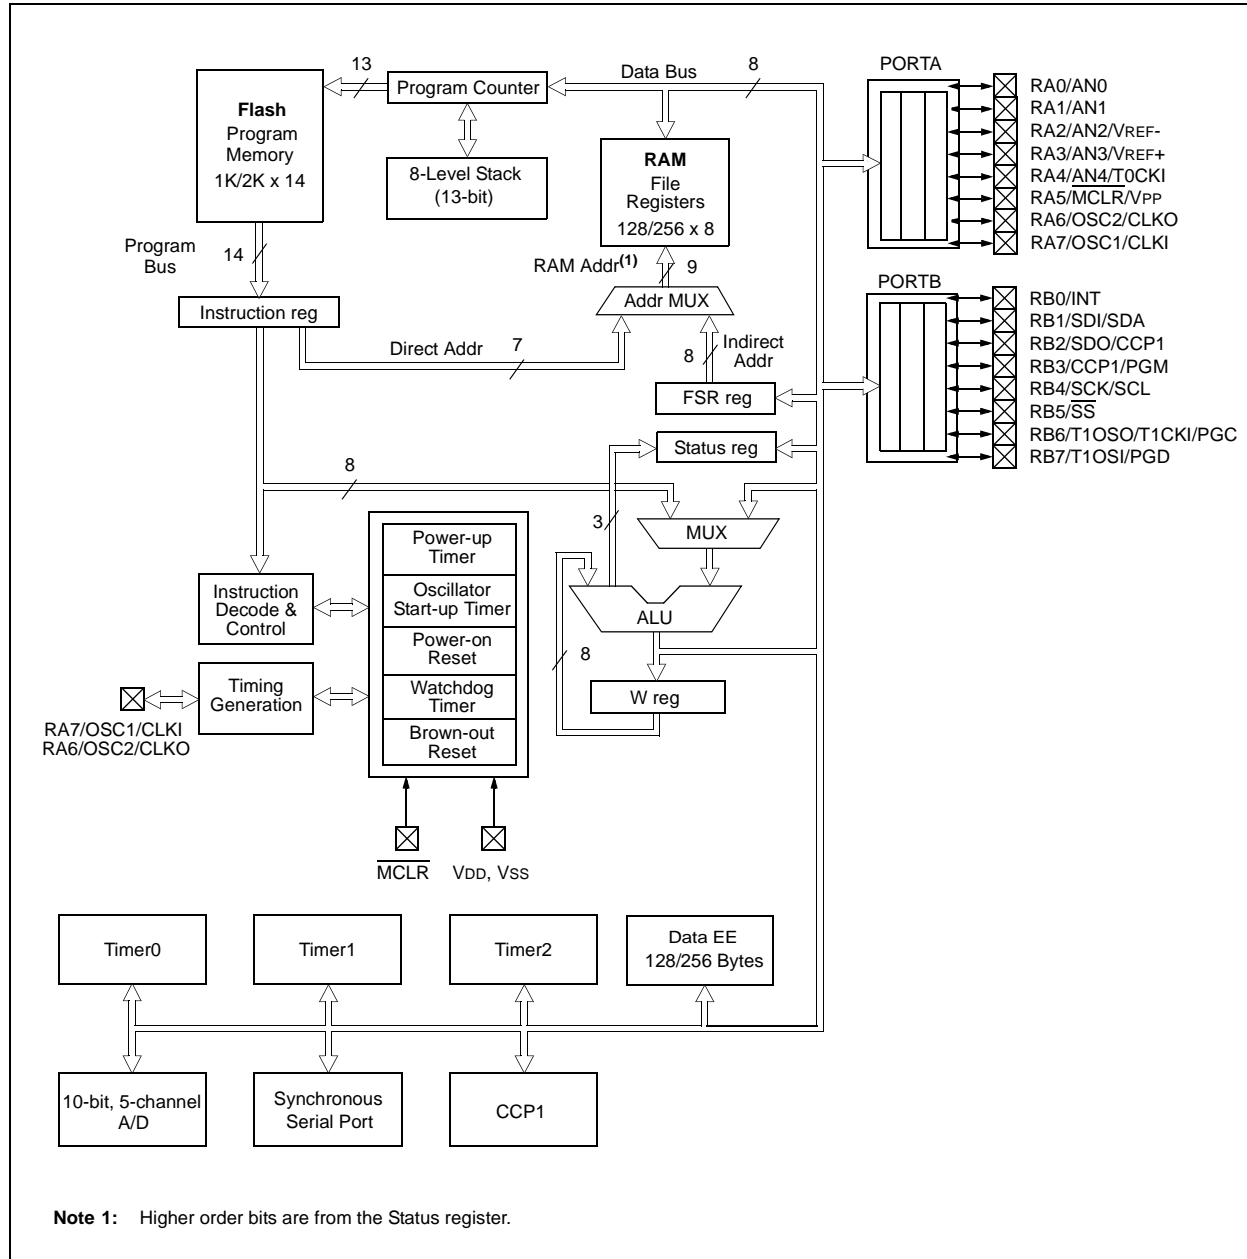 13
Data Bus
8
PORTA
Program Counter
Flash
Program
Memory
1K/2K x 14
8-Level Stack
(13-bit)
RAM
File
Registers
128/256 x 8
RA0/AN0
RA1/AN1
RA2/AN2/VREF-
RA3/AN3/VREF+
RA4/AN4/T0CKI
RA5/MCLR/VPP
RA6/OSC2/CLKO
RA7/OSC1/CLKI
Program
Bus
14
RAM Addr(1)
9
PORTB
Addr MUX
Instruction reg
RB0/INT
RB1/SDI/SDA
RB2/SDO/CCP1
RB3/CCP1/PGM
RB4/SCK/SCL
RB5/SS
RB6/T1OSO/T1CKI/PGC
RB7/T1OSI/PGD
Direct Addr
7
8
Indirect
Addr
FSR reg
Status reg
8
3
MUX
Power-up
Timer
Oscillator
Start-up Timer
Power-on
Reset
Watchdog
Timer
Brown-out
Reset
Instruction
Decode &
Control
ALU
8
W reg
Timing
Generation
RA7/OSC1/CLKI
RA6/OSC2/CLKO
MCLR
VDD, VSS
Timer0
Timer1
Timer2
Data EE
128/256 Bytes
10-bit, 5-channel
A/D
Synchronous
Serial Port
CCP1
Note 1: Higher order bits are from the Status register.